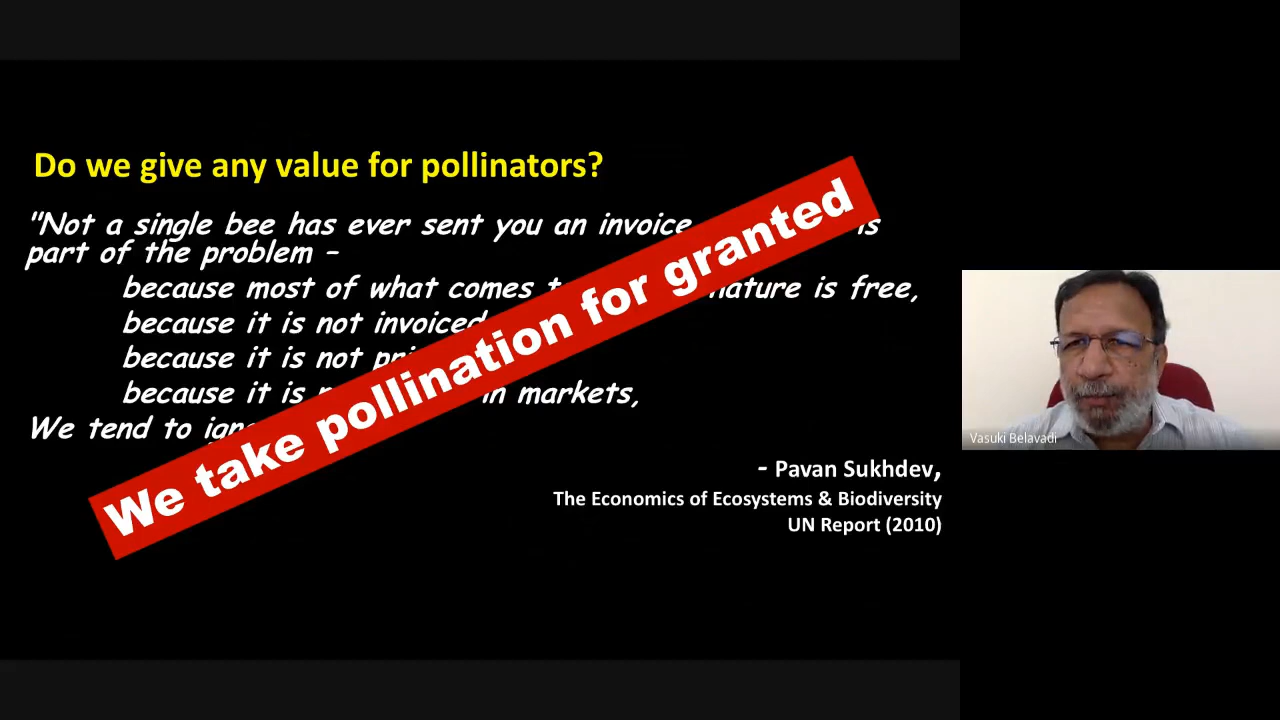 Do we give any value for pollinators?
"Not a single bee has ever sent you an invoice is
part of the problem –
because most of what comes nature is free,
because it is not invoiced
because it is not
because it is in markets,
We tend to
We take pollination for granted
- Pavan Sukhdev,
The Economics of Ecosystems & Biodiversity
UN Report (2010)
Vasuki Belavadi